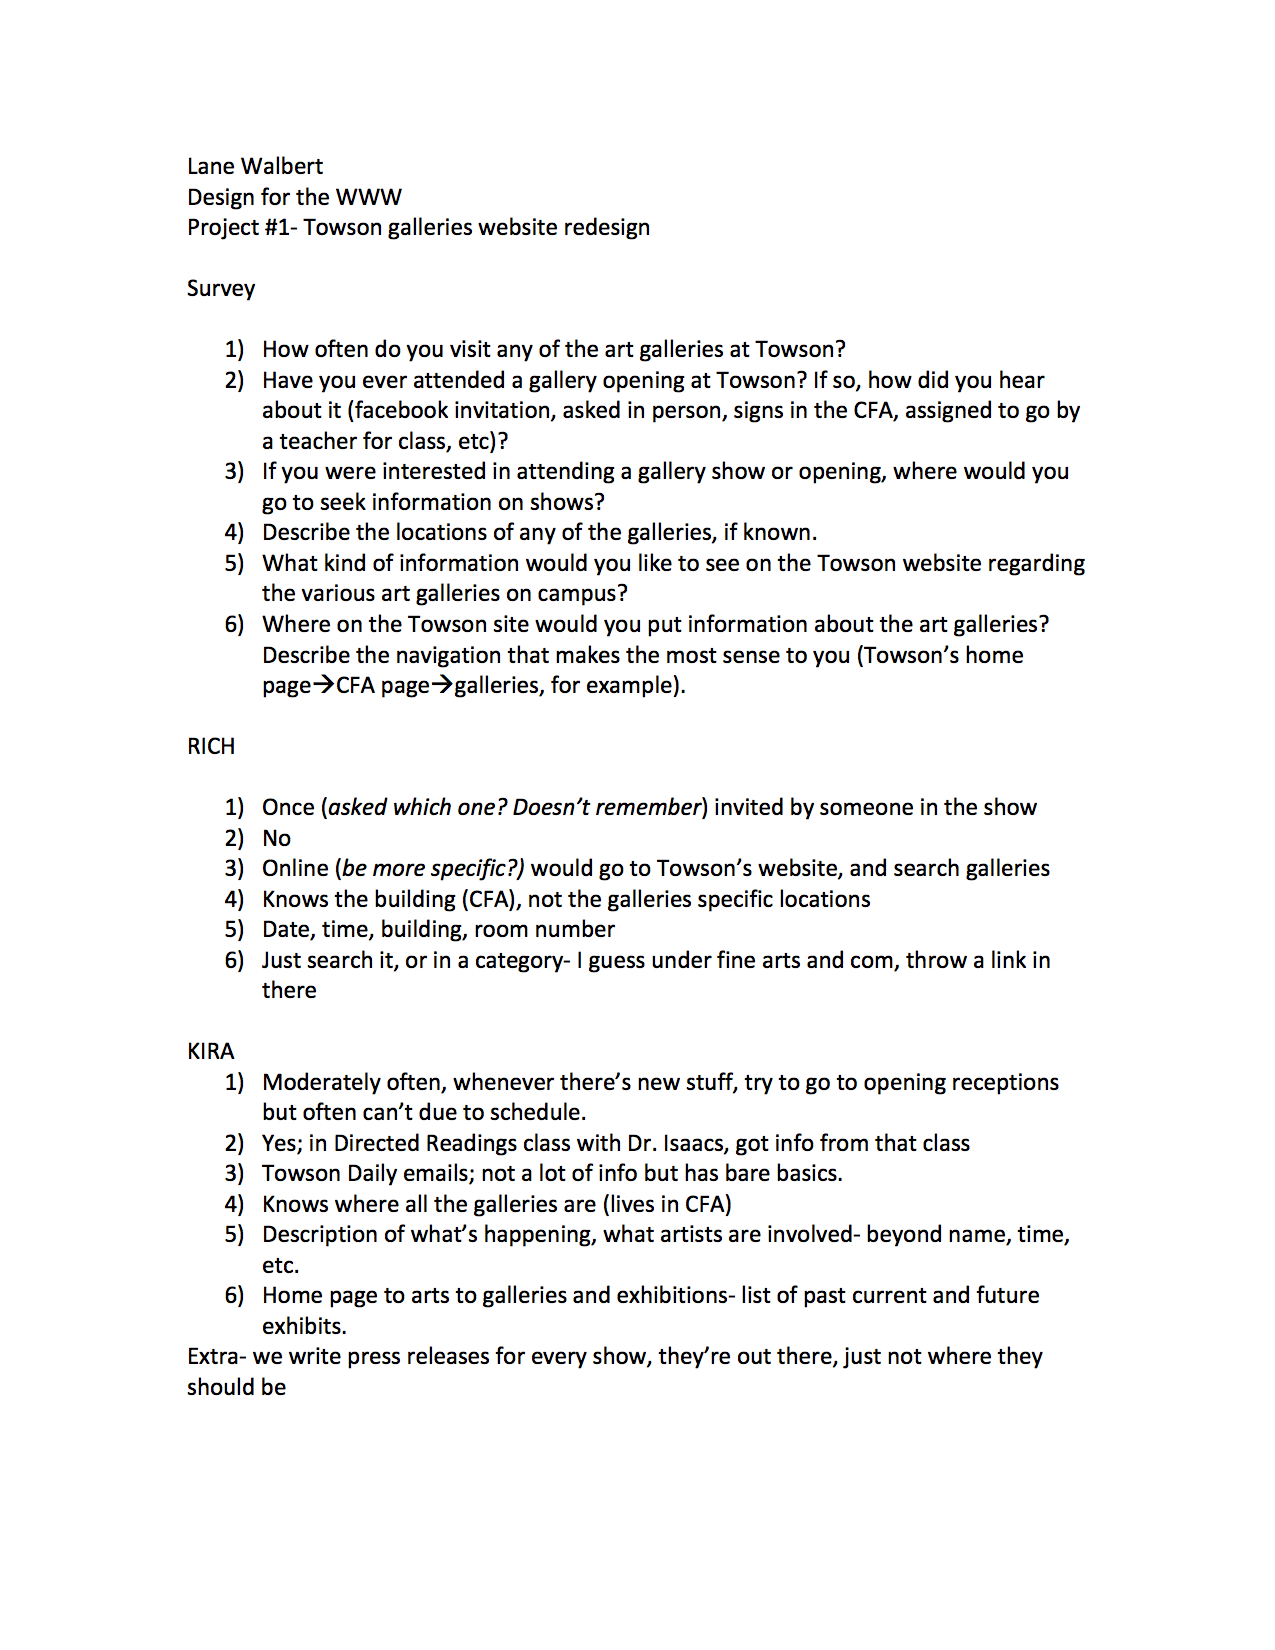 Lane Walbert
Design for the WWW
Project #1- Towson galleries website redesign
Survey
1) How often do you visit any of the art galleries at Towson?
2) Have you ever attended a gallery opening at Towson? If so, how did you hear
about it (facebook invitation, asked in person, signs in the CFA, assigned to go by
a teacher for class, etc)?
3) If you were interested in attending a gallery show or opening, where would you
go to seek information on shows?
4) Describe the locations of any of the galleries, if known.
5) What kind of information would you like to see on the Towson website regarding
the various art galleries on campus?
6) Where on the Towson site would you put information about the art galleries?
Describe the navigation that makes the most sense to you (Towson’s home
page→CFA page→galleries, for example).
RICH
1) Once (asked which one? Doesn’t remember) invited by someone in the show
2) No
3) Online (be more specific?) would go to Towson’s website, and search galleries
4) Knows the building (CFA), not the galleries specific locations
5) Date, time, building, room number
6) Just search it, or in a category- I guess under fine arts and com, throw a link in
there
KIRA
1) Moderately often, whenever there’s new stuff, try to go to opening receptions
but often can’t due to schedule.
2) Yes; in Directed Readings class with Dr. Isaacs, got info from that class
3) Towson Daily emails; not a lot of info but has bare basics.
4) Knows where all the galleries are (lives in CFA)
5) Description of what’s happening, what artists are involved- beyond name, time,
etc.
6) Home page to arts to galleries and exhibitions- list of past current and future
exhibits.
Extra- we write press releases for every show, they’re out there, just not where they
should be